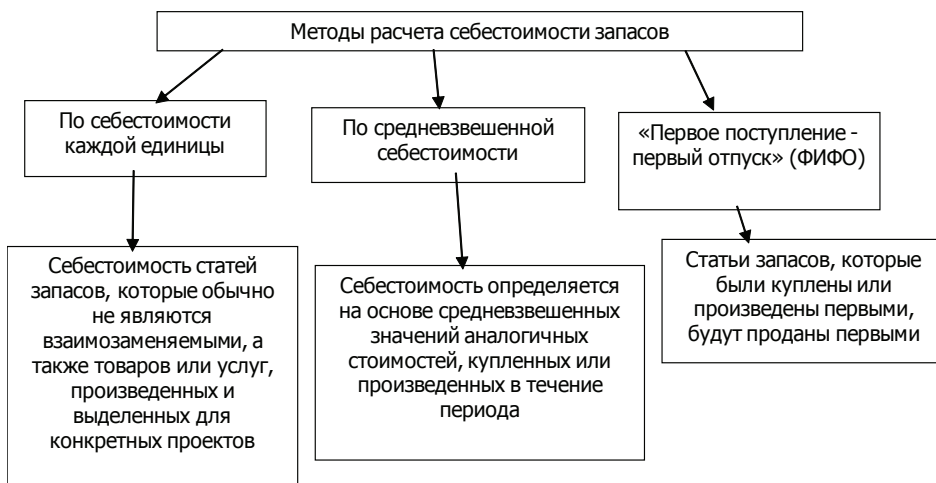 Методы расчета себестоимости запасов
По себестоимости
каждой единицы
По средневзвешенной
себестоимости
«Первое поступление -
первый отпуск» (ФИФО)
Себестоимость статей
запасов, которые обычно
не являются
взаимозаменяемыми, а
также товаров или услуг,
произведенных и
выделенных для
конкретных проектов
Себестоимость определяется
на основе средневзвешенных
значений аналогичных
стоимостей, купленных или
произведенных в течение
периода
Статьи запасов, которые
были куплены или
произведены первыми,
будут проданы первыми